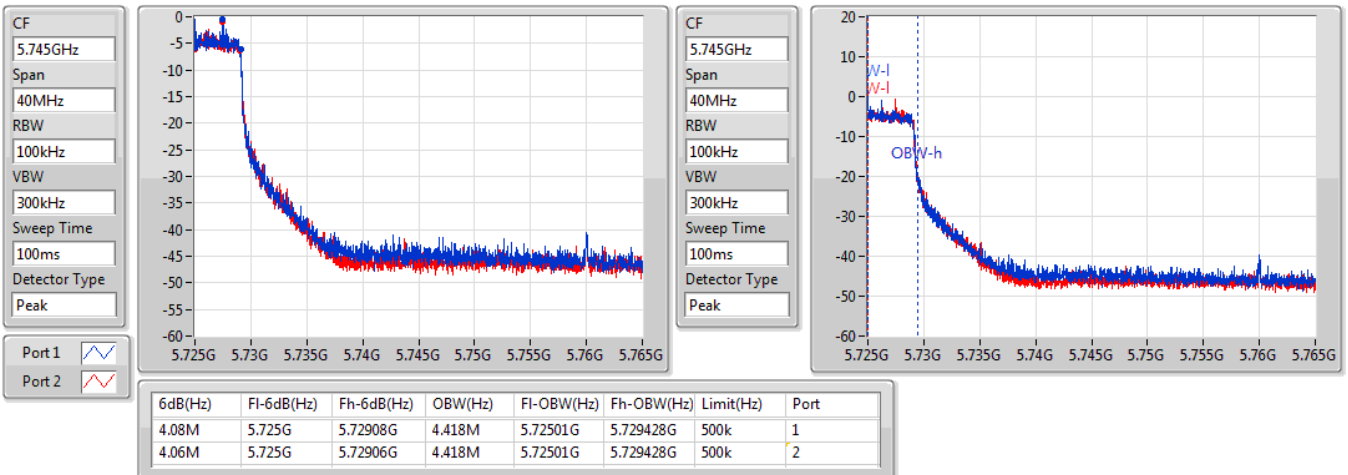 CF
5.745GHz
Span
40MHz
RBW
100kHz
VBW
300kHz
Sweep Time
100ms
Detector Type
Peak
0
-5
-10
-15
-20
-25
-30
-35
-40
-45
-50
-55
-60
5.725G 5.73G 5.735G 5.74G 5.745G 5.75G 5.755G 5.76G 5.765G
CF
5.745GHz
Span
40MHz
RBW
100kHz
VBW
300kHz
Sweep Time
100ms
Detector Type
Peak
20
10
0
-10
-20
-30
-40
-50
-60
W-l
W-l
OBW-h
5.725G 5.73G 5.735G 5.74G 5.745G 5.75G 5.755G 5.76G 5.765G
Port 1
Port 2
6dB(Hz) Fl-6dB(Hz) Fh-6dB(Hz) OBW(Hz) Fl-OBW(Hz) Fh-OBW(Hz) Limit(Hz) Port
4.08M 5.725G 5.72908G 4.418M 5.72501G 5.729428G 500k 1
4.06M 5.725G 5.72906G 4.418M 5.72501G 5.729428G 500k 2